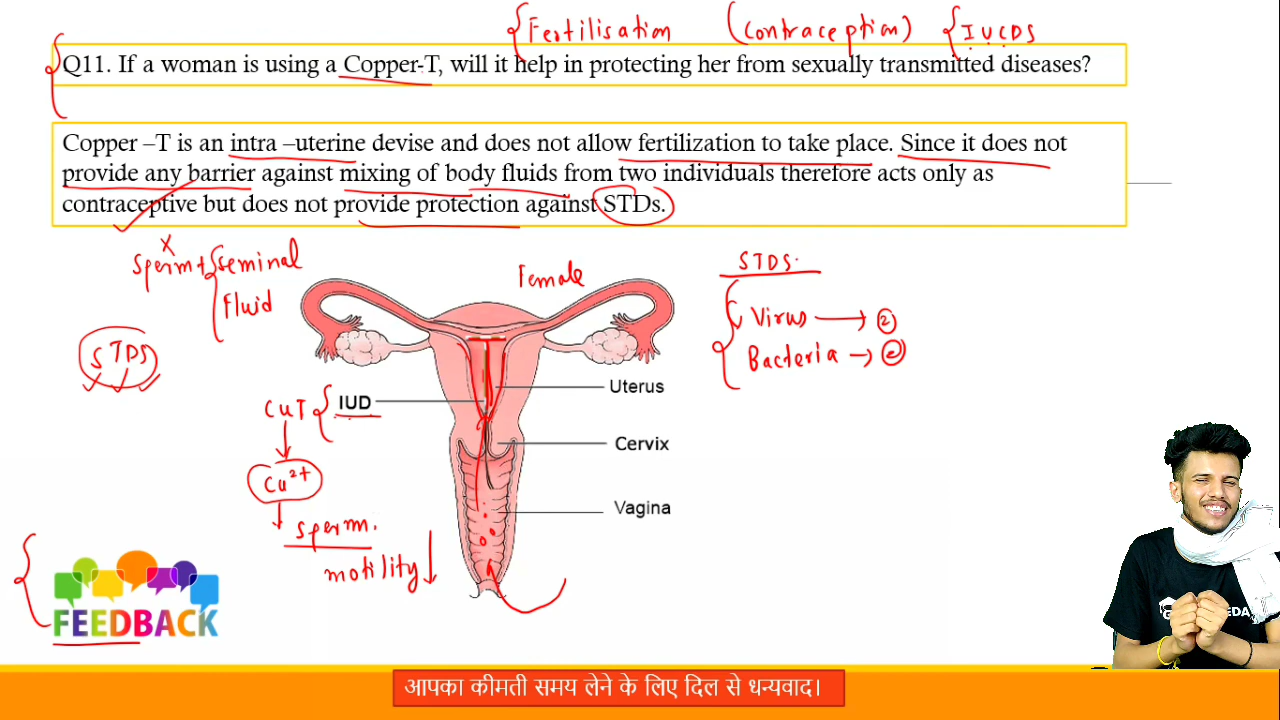 Fertilisation (Contraception) IUCDS
Q11. If a woman is using a Copper-T, will it help in protecting her from sexually transmitted diseases?
Copper –T is an intra –uterine devise and does not allow fertilization to take place. Since it does not
provide any barrier against mixing of body fluids from two individuals therefore acts only as
contraceptive but does not provide protection against STDs.
x
Sperm + Seminal
Fluid
Female
STDS
Virus → 2
Bacteria → 2
STDS
Uterus
CuT
IUD
Cervix
Cu2+
Vagina
Sperm.
motility ↓
FEEDBACK
आपका कीमती समय लेने के लिए दिल से धन्यवाद।